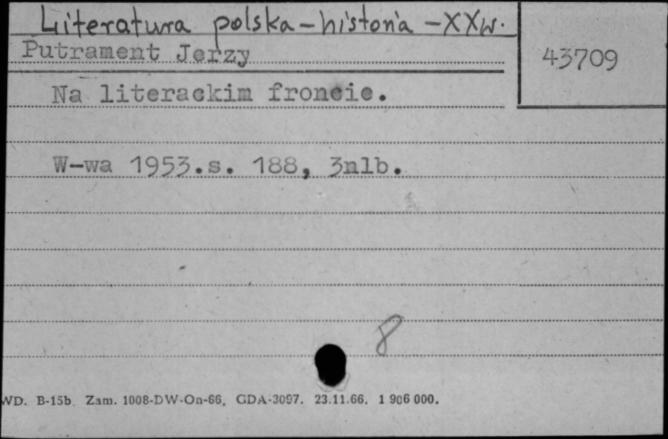 Literatura polska - historia - XX w.
Putrament Jerzy
43709
Na literackim froncie.
W-wa 1953.s. 188, 3nlb.
8
WD. B-15b. Zam. 1008-DW-On-66. GDA-3097. 23.11.66. 1 906 000.